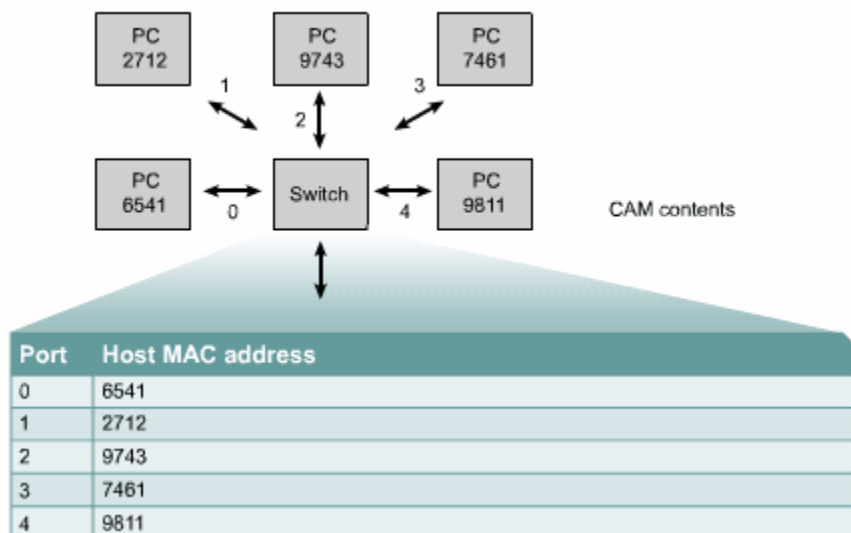 PC
2712
PC
9743
PC
7461
1
2
3
PC
6541
0
Switch
4
PC
9811
CAM contents
Port Host MAC address
0 6541
1 2712
2 9743
3 7461
4 9811